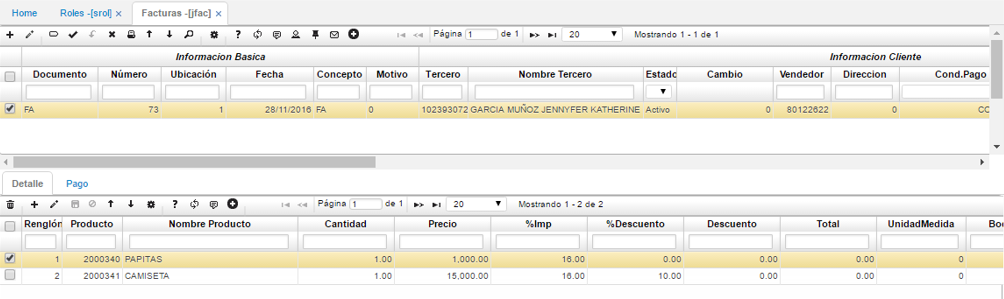 Home Roles -[srol] × Facturas -[jfac] ×
Página 1 de 1 20 Mostrando 1 - 1 de 1
Informacion Basica Informacion Cliente
Documento Número Ubicación Fecha Concepto Motivo Tercero Nombre Tercero Estado Cambio Vendedor Direccion Cond.Pago
FA 73 1 28/11/2016 FA 0 102393072 GARCIA MUÑOZ JENNYFER KATHERINE Activo 0 80122622 0 CO
Detalle Pago
Página 1 de 1 20 Mostrando 1 - 2 de 2
Renglón Producto Nombre Producto Cantidad Precio %Imp %Descuento Descuento Total UnidadMedida Bo
1 2000340 PAPITAS 1.00 1,000.00 16.00 0.00 0.00 0.00 0
2 2000341 CAMISETA 1.00 15,000.00 16.00 10.00 0.00 0.00 0